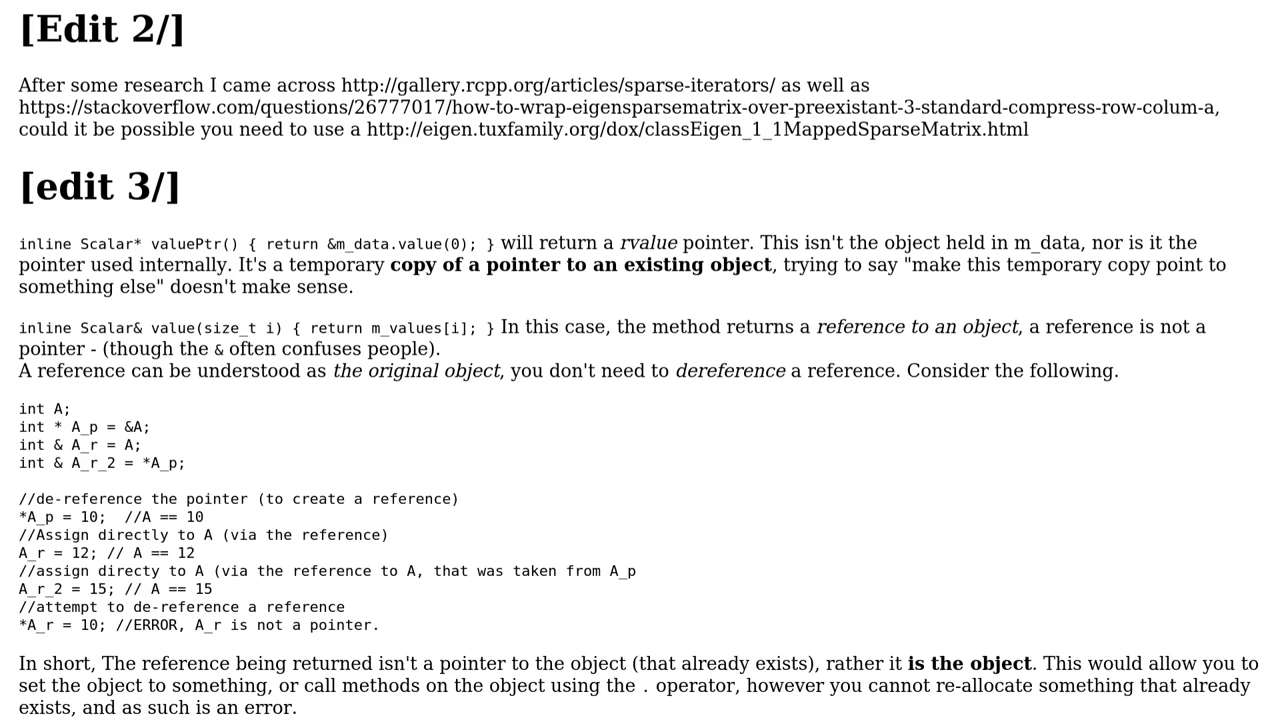 [Edit 2/]
After some research I came across http://gallery.rcpp.org/articles/sparse-iterators/ as well as
https://stackoverflow.com/questions/26777017/how-to-wrap-eigensparsematrix-over-preexistant-3-standard-compress-row-colum-a,
could it be possible you need to use a http://eigen.tuxfamily.org/dox/classEigen_1_1MappedSparseMatrix.html
[edit 3/]
inline Scalar* valuePtr() { return &m_data.value(0); } will return a rvalue pointer. This isn't the object held in m_data, nor is it the
pointer used internally. It's a temporary copy of a pointer to an existing object, trying to say "make this temporary copy point to
something else" doesn't make sense.
inline Scalar& value(size_t i) { return m_values[i]; } In this case, the method returns a reference to an object, a reference is not a
pointer - (though the & often confuses people).
A reference can be understood as the original object, you don't need to dereference a reference. Consider the following.
int A;
int * A_p = &A;
int & A_r = A;
int & A_r_2 = *A_p;
//de-reference the pointer (to create a reference)
*A_p = 10;  //A == 10
//Assign directly to A (via the reference)
A_r = 12; // A == 12
//assign directy to A (via the reference to A, that was taken from A_p
A_r_2 = 15; // A == 15
//attempt to de-reference a reference
*A_r = 10; //ERROR, A_r is not a pointer.
In short, The reference being returned isn't a pointer to the object (that already exists), rather it is the object. This would allow you to
set the object to something, or call methods on the object using the . operator, however you cannot re-allocate something that already
exists, and as such is an error.